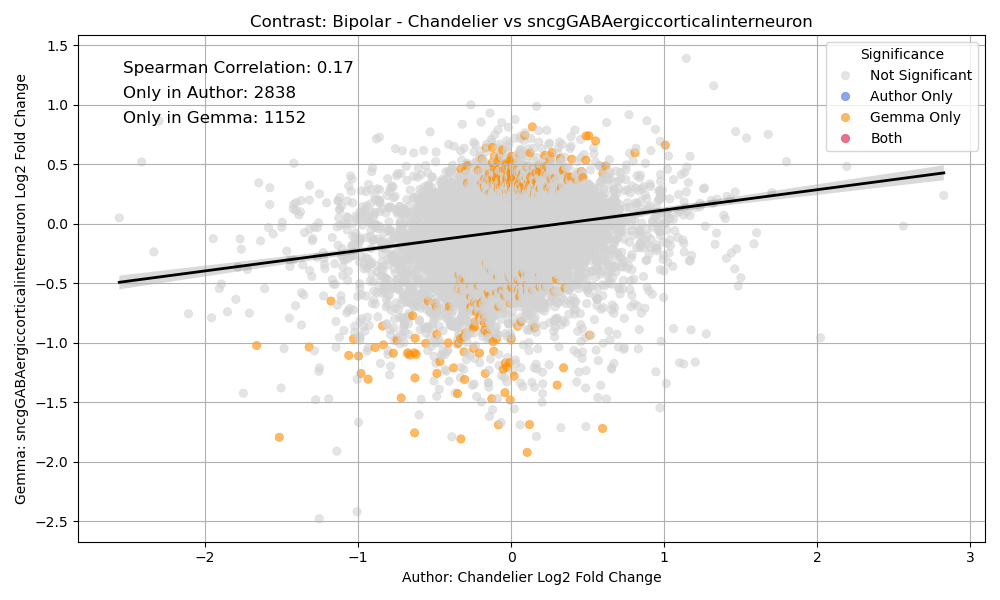 Contrast: Bipolar - Chandelier vs sncgGABAergiccorticalinterneuron
Spearman Correlation: 0.17
Only in Author: 2838
Only in Gemma: 1152
Significance
Not Significant
Author Only
Gemma Only
Both
Gemma: sncgGABAergiccorticalinterneuron Log2 Fold Change
1.5
1.0
0.5
0.0
−0.5
−1.0
−1.5
−2.0
−2.5
−2
−1
0
1
2
3
Author: Chandelier Log2 Fold Change